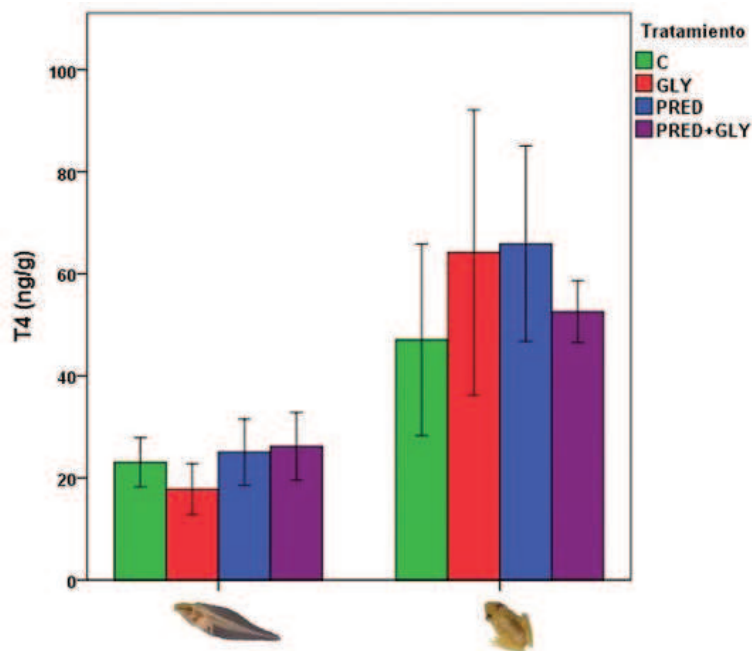 Tratamiento
C
GLY
PRED
PRED+GLY
T4 (ng/g)
100
80
60
40
20
0